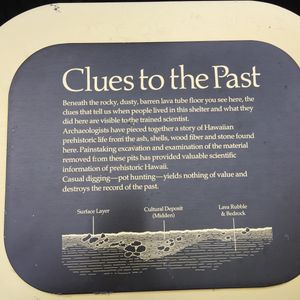 Clues to the Past
Beneath the rocky, dusty, barren lava tube floor you see here, the
clues that tell us when people lived in this shelter and what they
did here are visible to the trained scientist.
Archaeologists have pieced together a story of Hawaiian
prehistoric life from the ash, shells, wood fiber and stone found
here. Painstaking excavation and examination of the material
removed from these pits has provided valuable scientific
information of prehistoric Hawaii.
Casual digging—pot hunting—yields nothing of value and
destroys the record of the past.
Surface Layer
Cultural Deposit
(Midden)
Lava Rubble
& Bedrock